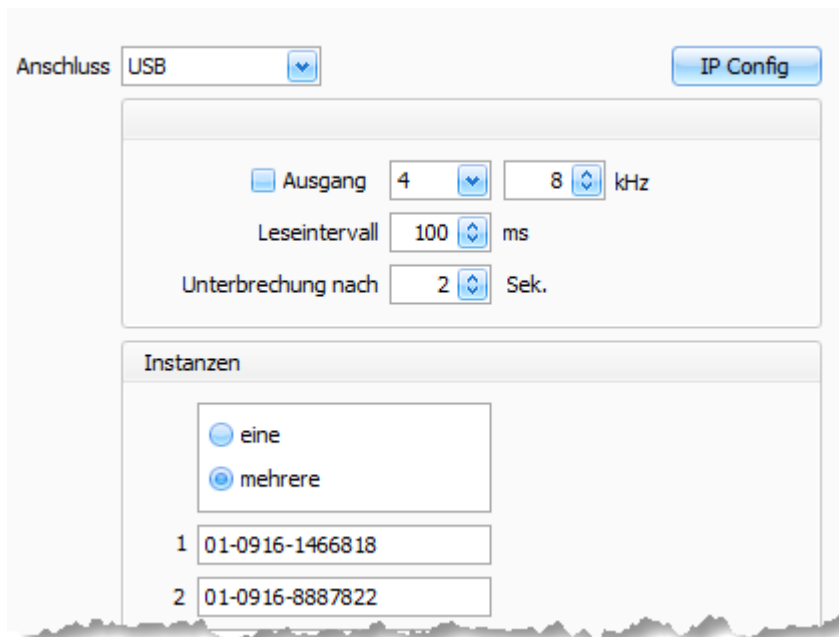 Anschluss USB IP Config
Ausgang 4 8 kHz
Leseintervall 100 ms
Unterbrechung nach 2 Sek.
Instanzen
eine
mehrere
1 01-0916-1466818
2 01-0916-8887822